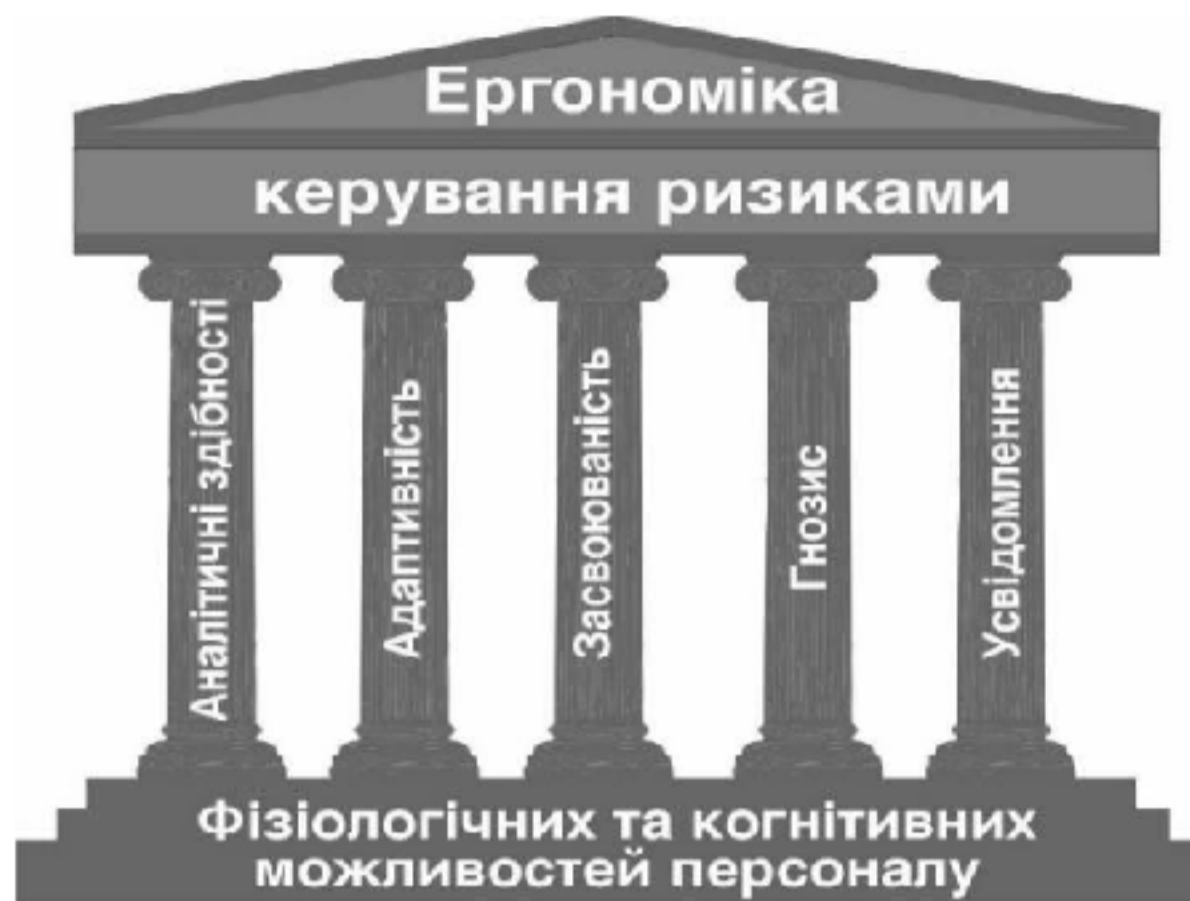 Ергономіка
керування ризиками
Аналітичні здібності
Адаптивність
Засвоюваність
Гнозис
Усвідомлення
Фізіологічних та когнітивних
можливостей персоналу